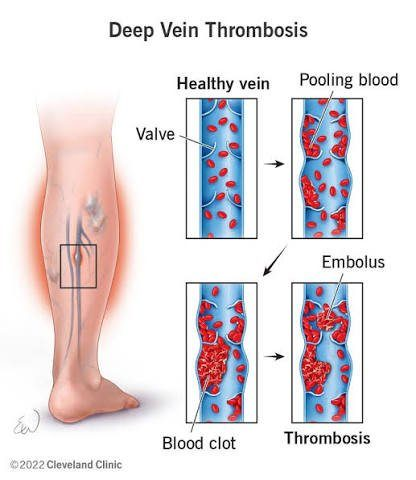 Deep Vein Thrombosis
Healthy vein
Pooling blood
Valve
Embolus
Blood clot
Thrombosis
©2022 Cleveland Clinic